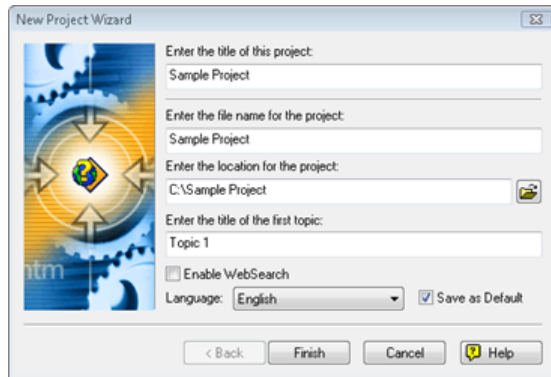 New Project Wizard
Enter the title of this project:
Sample Project
Enter the file name for the project:
Sample Project
Enter the location for the project:
C:\Sample Project
Enter the title of the first topic:
Topic 1
Enable WebSearch
Language: English Save as Default
< Back Finish Cancel Help
htm